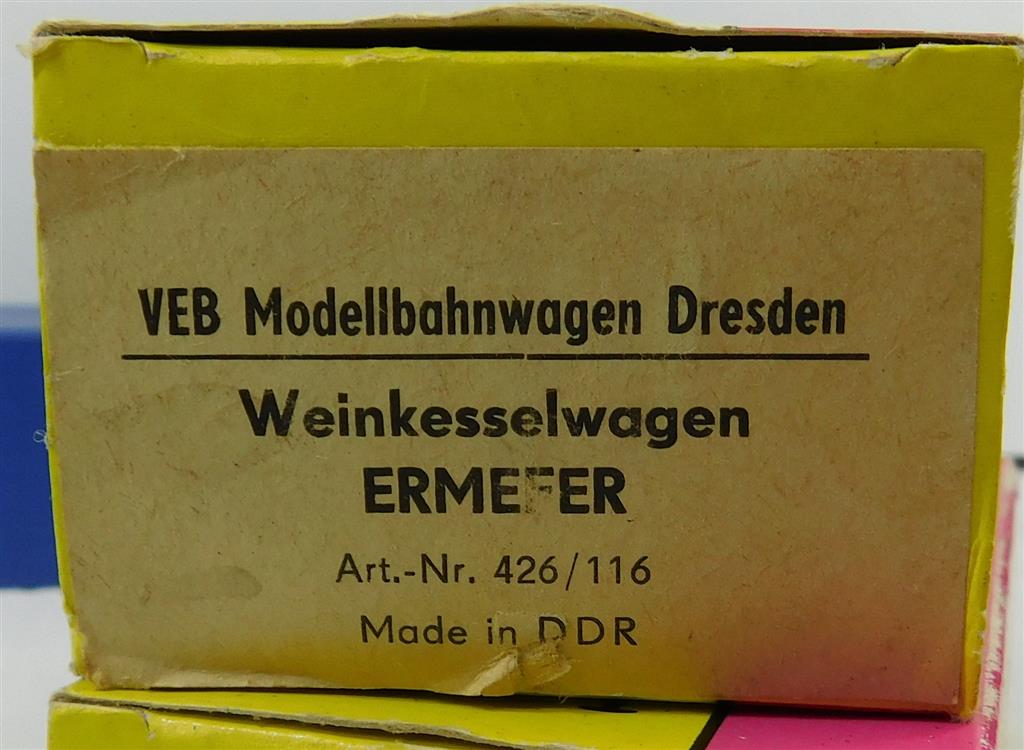 VEB Modellbahnwagen Dresden
Weinkesselwagen
ERMEFER
Art.-Nr. 426/116
Made in DDR